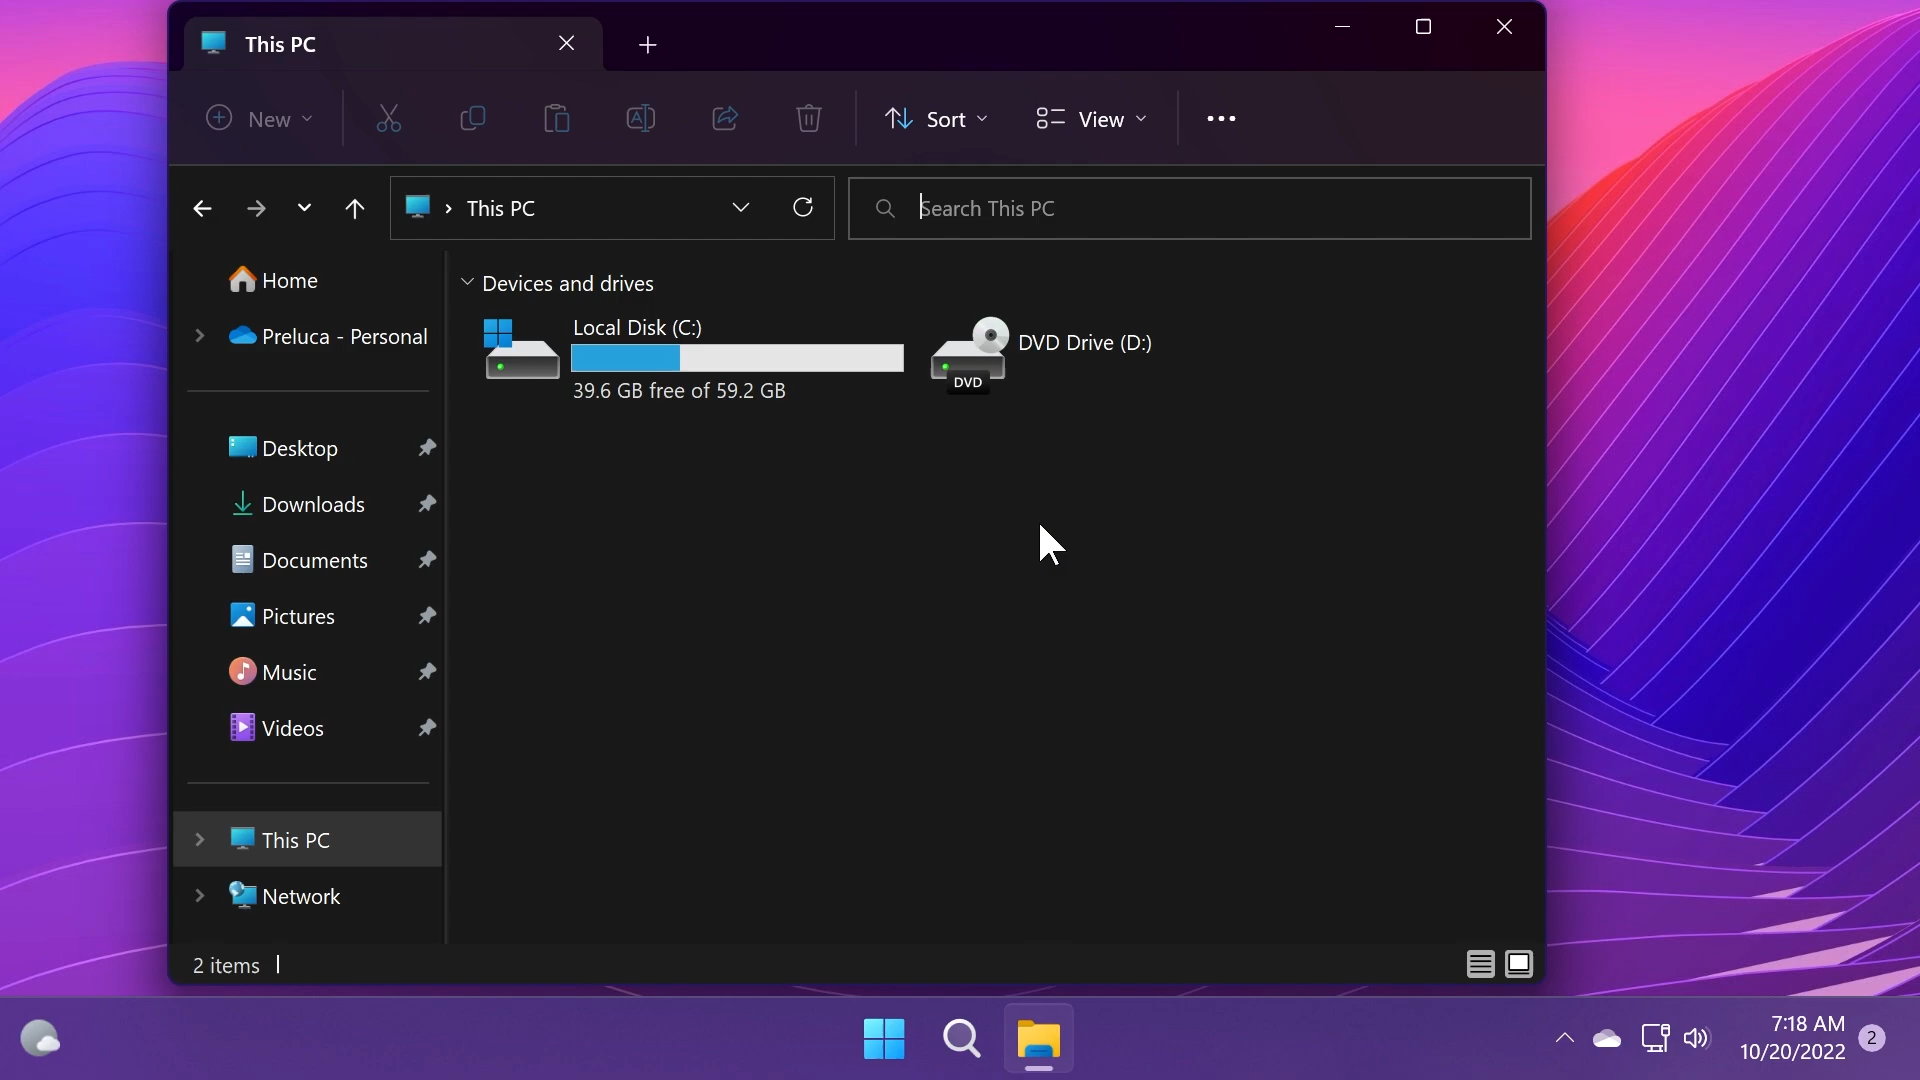 This PC
New
Sort
View
This PC
Search This PC
Home
Preluca - Personal
Desktop
Downloads
Documents
Pictures
Music
Videos
This PC
Network
Devices and drives
Local Disk (C:)
39.6 GB free of 59.2 GB
DVD Drive (D:)
DVD
2 items
7:18 AM
10/20/2022
2